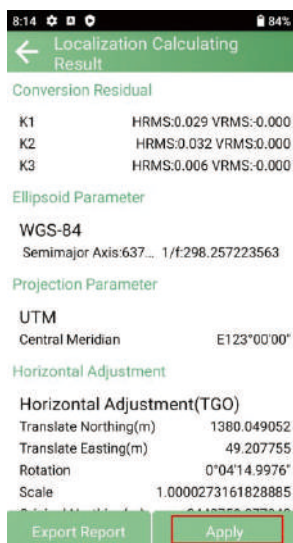 8:14 84%
Localization Calculating
Result
Conversion Residual
K1 HRMS:0.029 VRMS:-0.000
K2 HRMS:0.032 VRMS:0.000
K3 HRMS:0.006 VRMS:-0.000
Ellipsoid Parameter
WGS-84
Semimajor Axis:637... 1/f:298.257223563
Projection Parameter
UTM
Central Meridian E123°00'00"
Horizontal Adjustment
Horizontal Adjustment(TGO)
Translate Northing(m) 1380.049052
Translate Easting(m) 49.207755
Rotation 0°04'14.9976"
Scale 1.0000273161828885
Export Report Apply